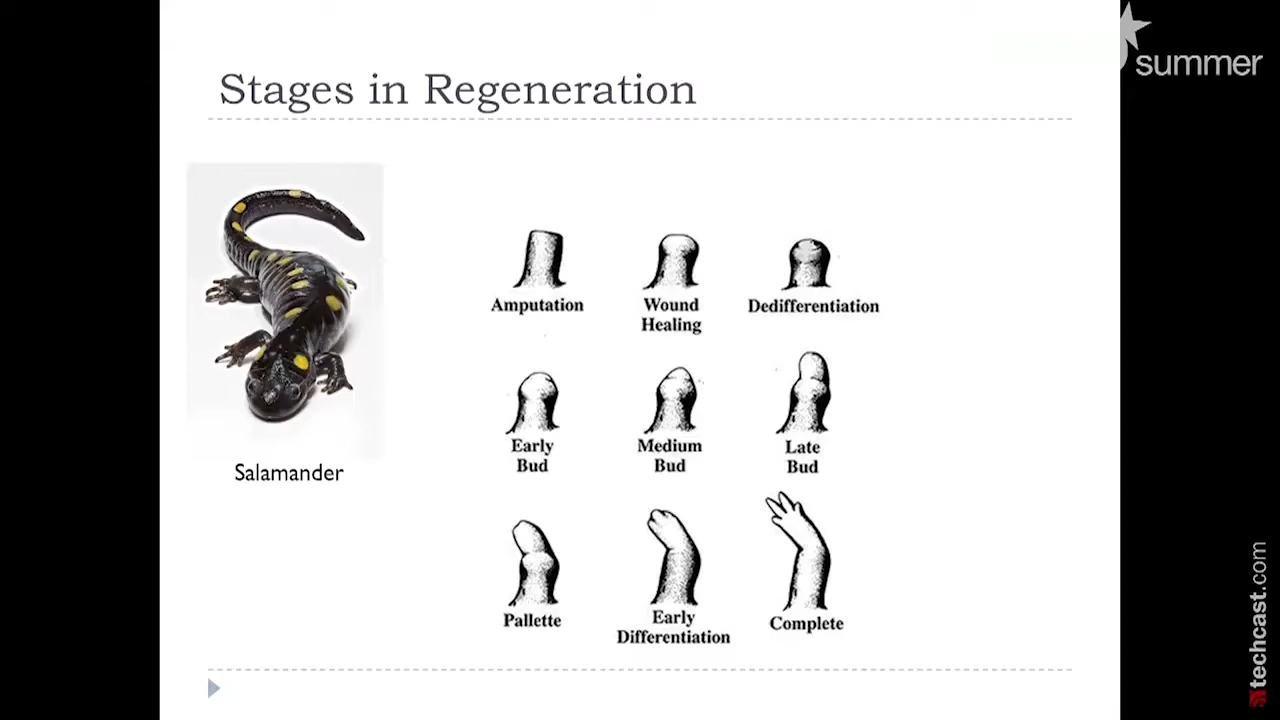 summer
Stages in Regeneration
Salamander
Amputation
Wound
Healing
Dedifferentiation
Early
Bud
Medium
Bud
Late
Bud
Pallette
Early
Differentiation
Complete
techcast.com